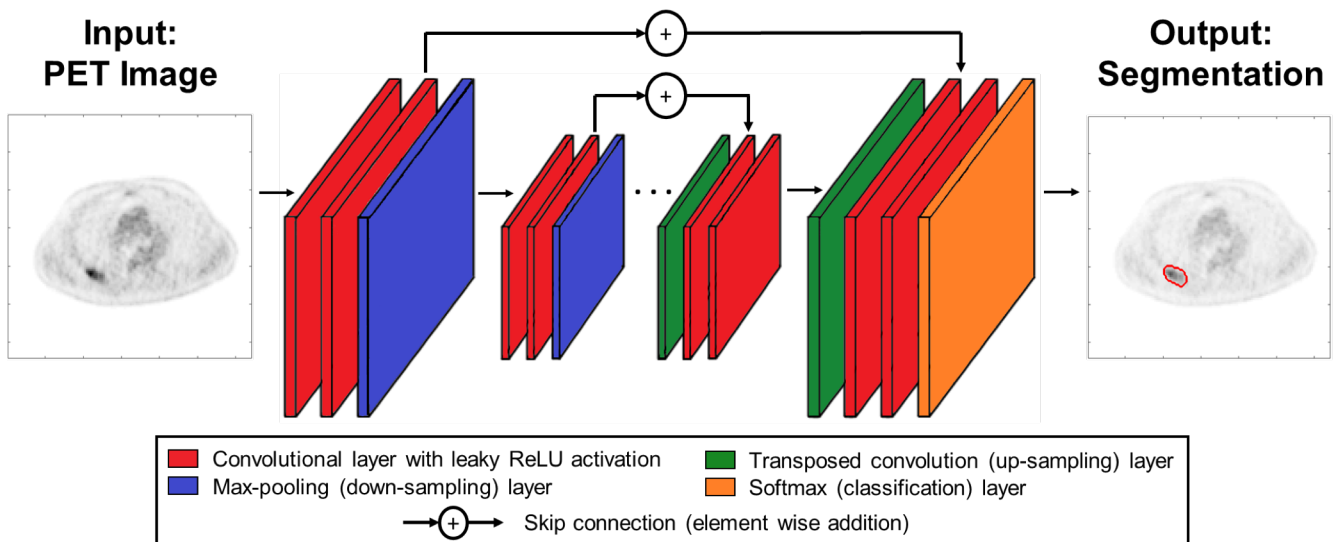 Input:
PET Image
Output:
Segmentation
+
+
. . .
Convolutional layer with leaky ReLU activation
Transposed convolution (up-sampling) layer
Max-pooling (down-sampling) layer
Softmax (classification) layer
+
Skip connection (element wise addition)